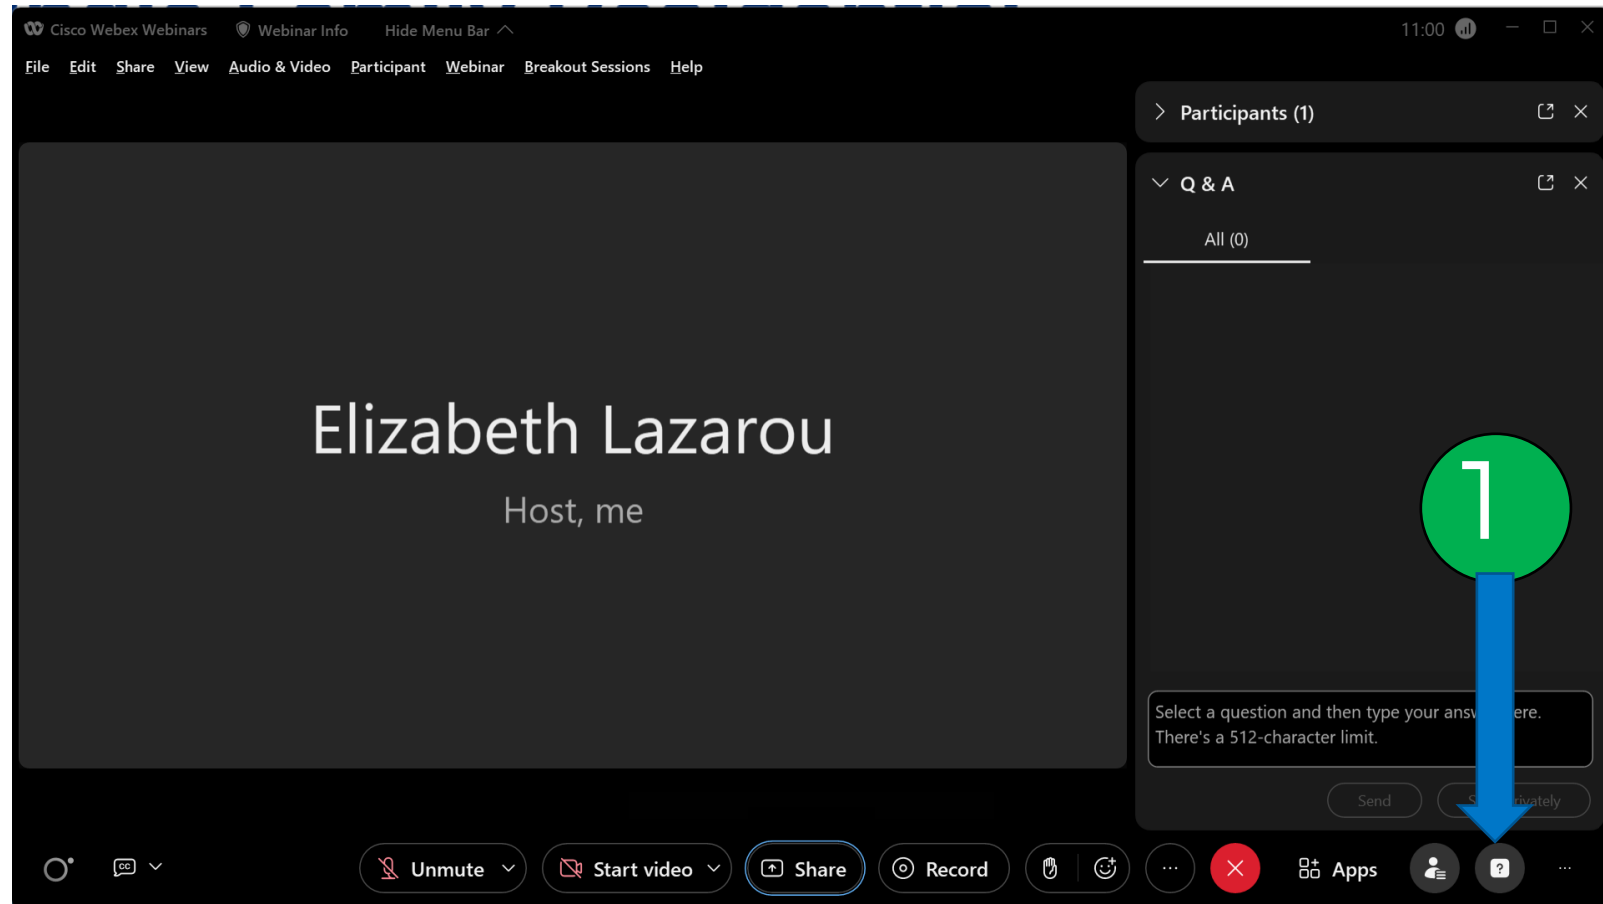 Cisco Webex Webinars Webinar Info Hide Menu Bar 11:00
File Edit Share View Audio & Video Participant Webinar Breakout Sessions Help
Participants (1)
Q & A
All (0)
Elizabeth Lazarou
Host, me
1
Select a question and then type your ere.
There's a 512-character limit.
Send
CC Unmute Start video Share Record Apps ?